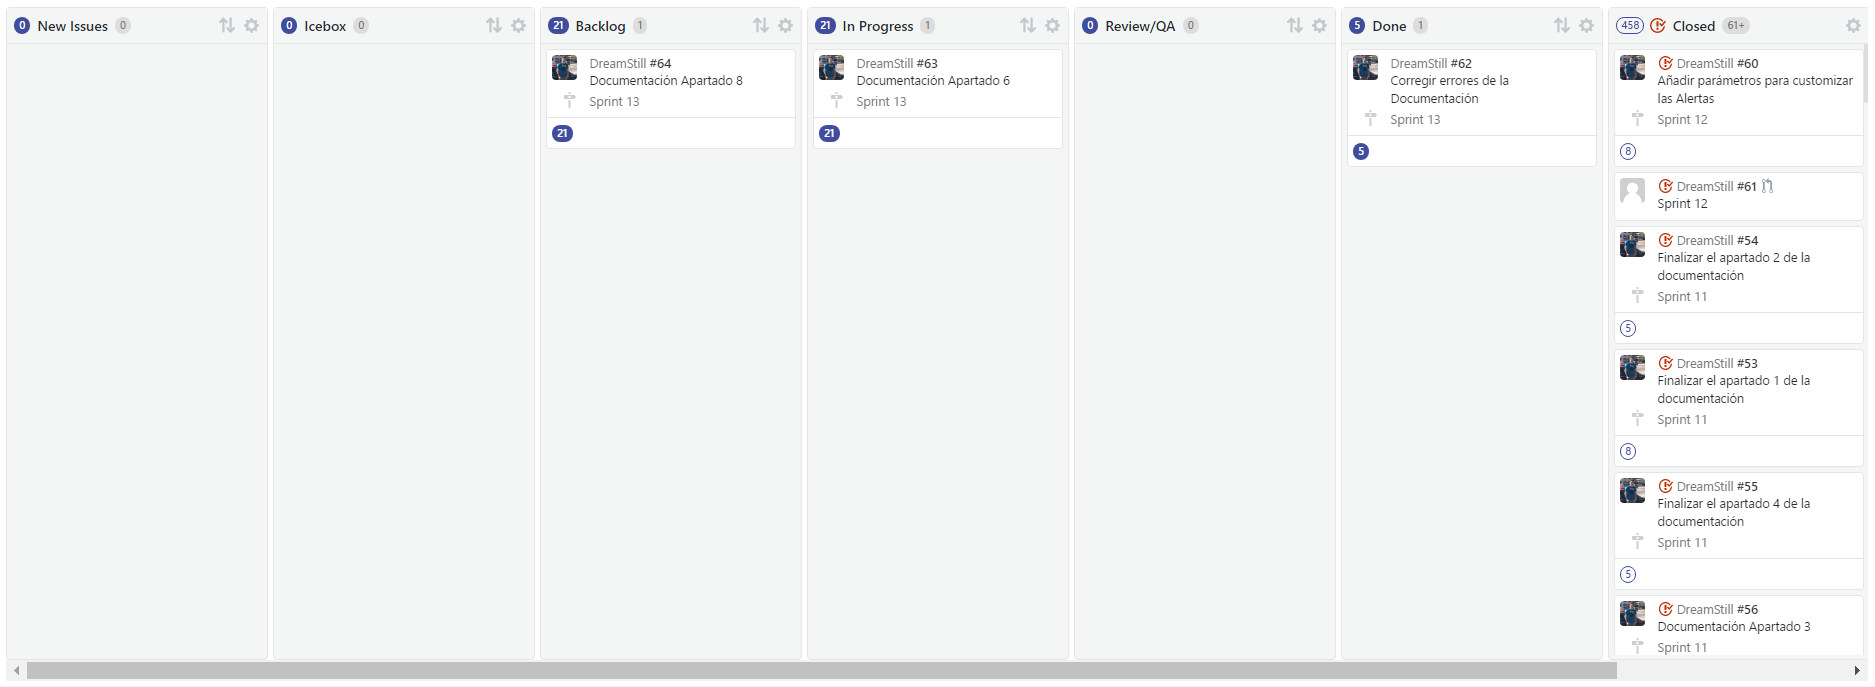 0 New Issues 0
0 Icebox 0
21 Backlog 1
DreamStill #64
Documentación Apartado 8
Sprint 13
21
21 In Progress 1
DreamStill #63
Documentación Apartado 6
Sprint 13
21
0 Review/QA 0
5 Done 1
DreamStill #62
Corregir errores de la
Documentación
Sprint 13
5
458 Closed 61+
DreamStill #60
Añadir parámetros para customizar
las Alertas
Sprint 12
8
DreamStill #61
Sprint 12
DreamStill #54
Finalizar el apartado 2 de la
documentación
Sprint 11
5
DreamStill #53
Finalizar el apartado 1 de la
documentación
Sprint 11
8
DreamStill #55
Finalizar el apartado 4 de la
documentación
Sprint 11
5
DreamStill #56
Documentación Apartado 3
Sprint 11